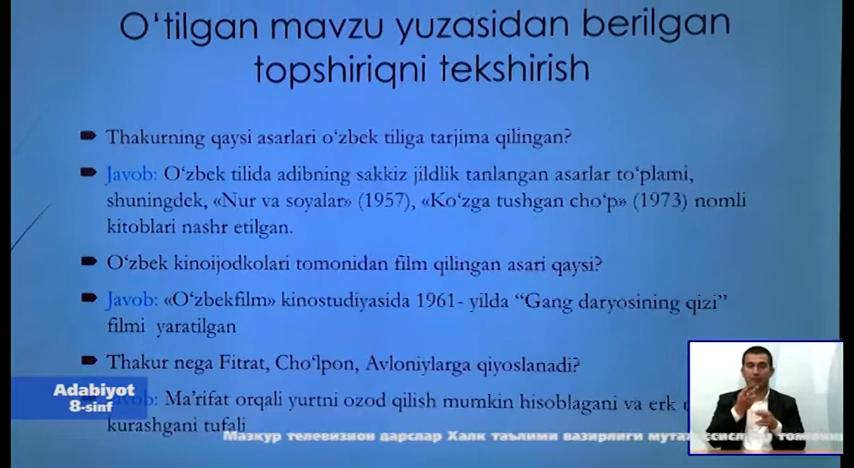 O‘tilgan mavzu yuzasidan berilgan
topshiriqni tekshirish
Thakurning qaysi asarlari o‘zbek tiliga tarjima qilingan?
Javob: O‘zbek tilida adibning sakkiz jildlik tanlangan asarlar to‘plami,
shuningdek, «Nur va soyalar» (1957), «Ko‘zga tushgan cho‘p» (1973) nomli
kitoblari nashr etilgan.
O‘zbek kinoijodkolari tomonidan film qilingan asari qaysi?
Javob: «O‘zbekfilm» kinostudiyasida 1961- yilda “Gang daryosining qizi”
filmi yaratilgan
Thakur nega Fitrat, Cho‘lpon, Avloniylarga qiyoslanadi?
Ma’rifat orqali yurtni ozod qilish mumkin hisoblagani va erk
kurashgani tufali
Adabiyot
8-sinf
Мазкур телевизион дарслар Халк таълими вазирлиги